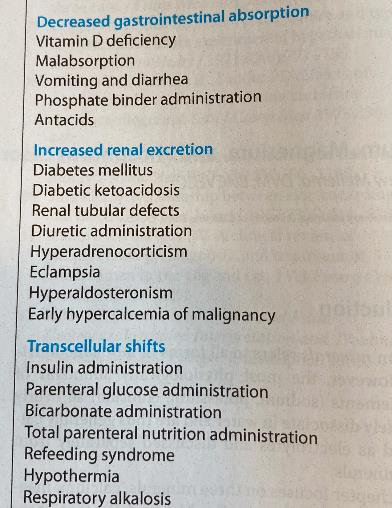 Decreased gastrointestinal absorption
Vitamin D deficiency
Malabsorption
Vomiting and diarrhea
Phosphate binder administration
Antacids
Increased renal excretion
Diabetes mellitus
Diabetic ketoacidosis
Renal tubular defects
Diuretic administration
Hyperadrenocorticism
Eclampsia
Hyperaldosteronism
Early hypercalcemia of malignancy
Transcellular shifts
Insulin administration
Parenteral glucose administration
Bicarbonate administration
Total parenteral nutrition administration
Refeeding syndrome
Hypothermia
Respiratory alkalosis